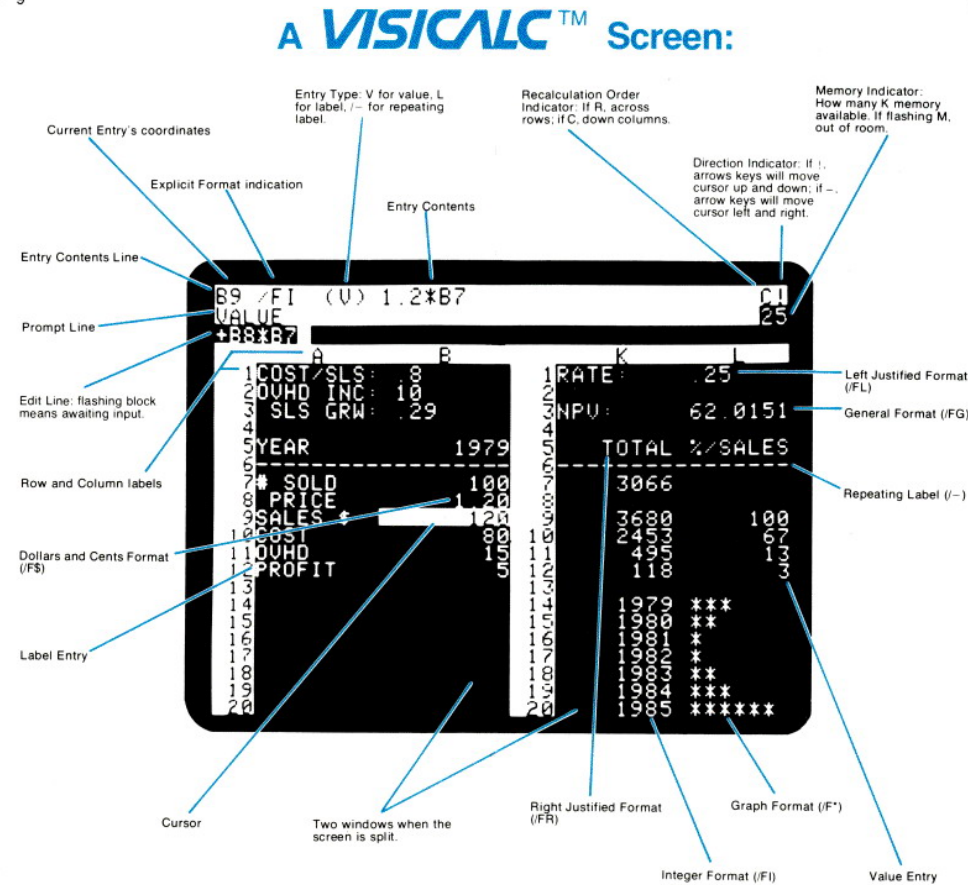 A VISICALC™ Screen:
Entry Type: V for value, L
for label, /– for repeating
label.
Recalculation Order
Indicator: If R, across
rows; if C, down columns.
Memory Indicator:
How many K memory
available. If flashing M,
out of room.
Current Entry's coordinates
Direction Indicator: If !,
arrows keys will move
cursor up and down; if –,
arrow keys will move
cursor left and right.
Explicit Format indication
Entry Contents
Entry Contents Line
Prompt Line
Edit Line: flashing block
means awaiting input.
Row and Column labels
Dollars and Cents Format
(/F$)
Label Entry
B9 /FI (V) 1.2*B7 C!
VALUE 25
+B8*B7
A B K L
1 COST/SLS: .8 1 RATE: .25
2 OVHD INC: 10 2
3 SLS GRW: .29 3 NPV: 62.0151
4 4
5 YEAR 1979 5 TOTAL %/SALES
6 ---------------- 6 ----------------
7 # SOLD 100 7 3066
8 PRICE 1.20 8
9 SALES $ 120 9 3680 100
10 COST 80 10 2453 67
11 OVHD 15 11 495 13
12 PROFIT 5 12 118 3
13 13
14 14 1979 ***
15 15 1980 **
16 16 1981 *
17 17 1982 *
18 18 1983 **
19 19 1984 ***
20 20 1985 ******
Left Justified Format
(/FL)
General Format (/FG)
Repeating Label (/–)
Cursor
Two windows when the
screen is split.
Right Justified Format
(/FR)
Graph Format (/F*)
Integer Format (/FI)
Value Entry